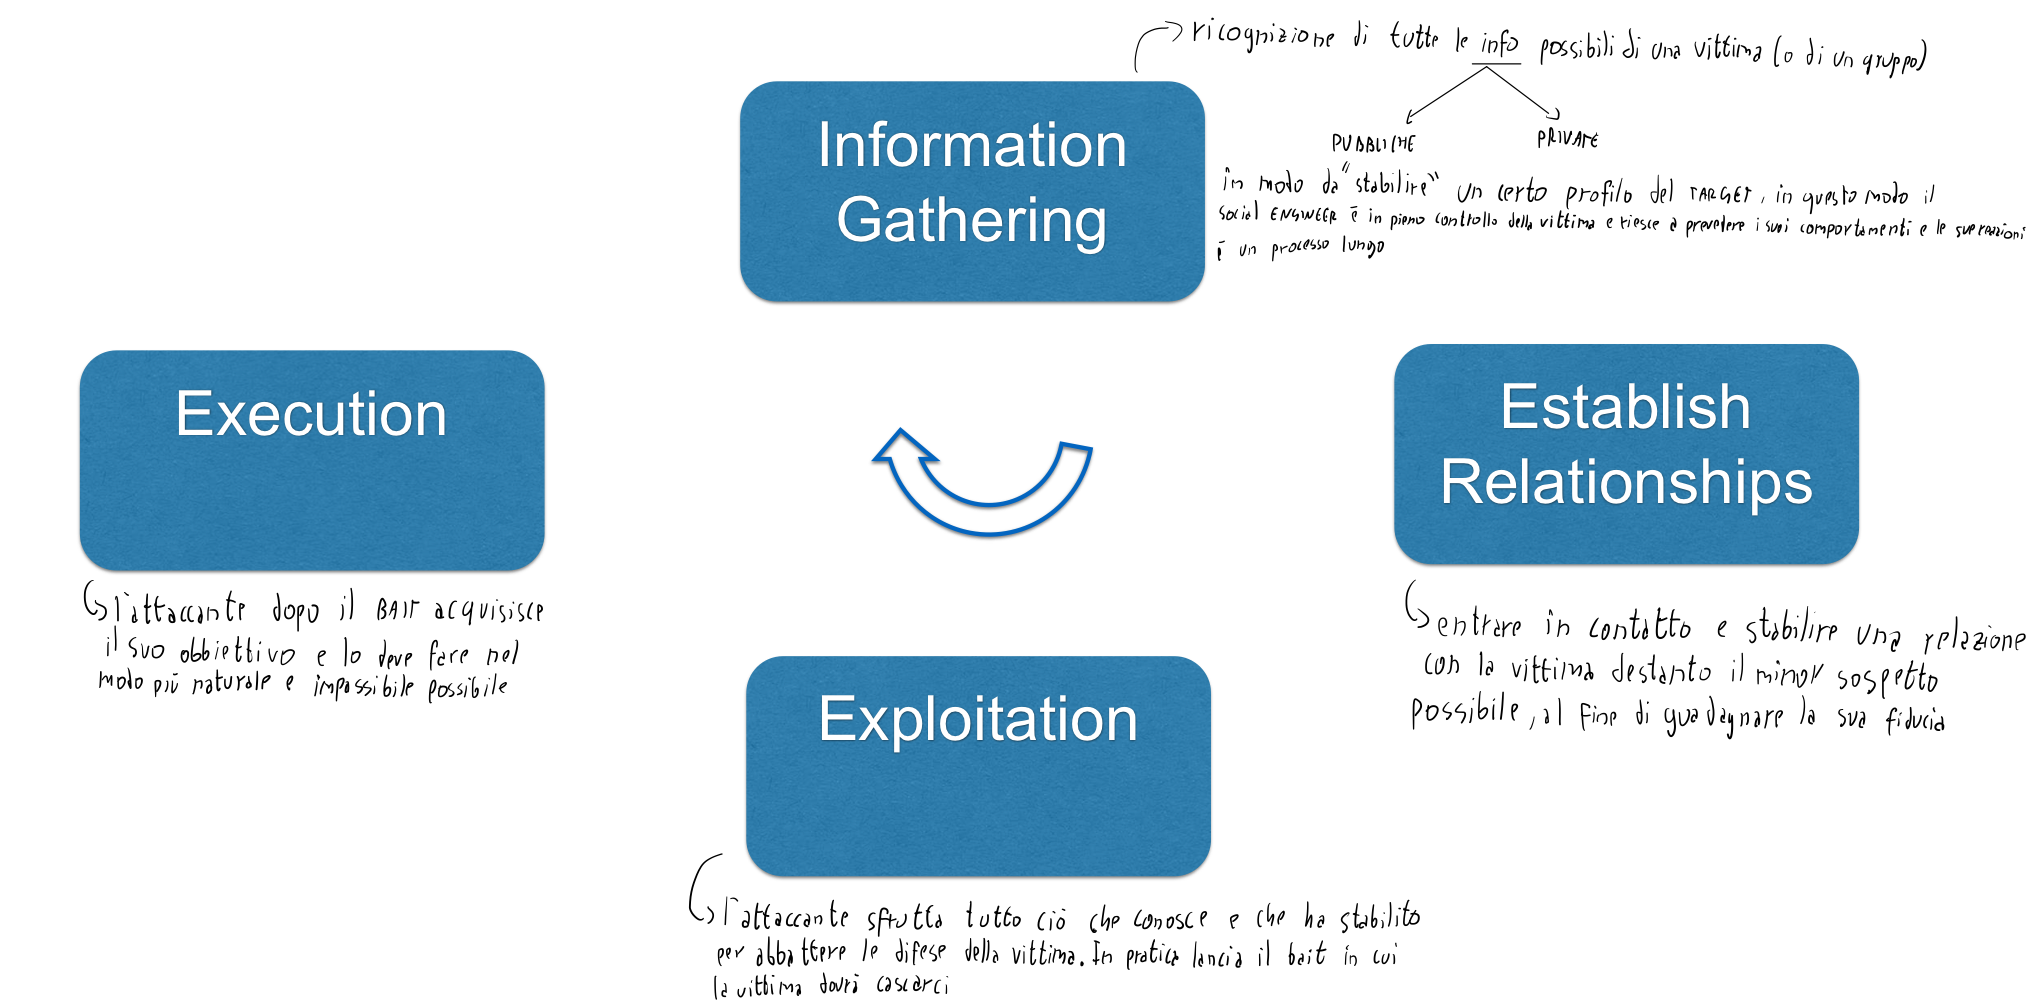 ricognizione di tutte le info possibili di una vittima (o di un gruppo)
PUBBLICHE
PRIVATE
in modo da "stabilire" un certo profilo del TARGET, in questo modo il
social ENGINEER è in pieno controllo della vittima e riesce a prevedere i suoi comportamenti e le sue reazioni
è un processo lungo
Information
Gathering
Establish
Relationships
entrare in contatto e stabilire una relazione
con la vittima destanto il minor sospetto
possibile, al fine di guadagnare la sua fiducia
Exploitation
l'attaccante sfrutta tutto ciò che conosce e che ha stabilito
per abbattere le difese della vittima. In pratica lancia il bait in cui
la vittima dovrà cascarci
Execution
l'attaccante dopo il BAIT acquisisce
il suo obbiettivo e lo deve fare nel
modo più naturale e impassibile possibile